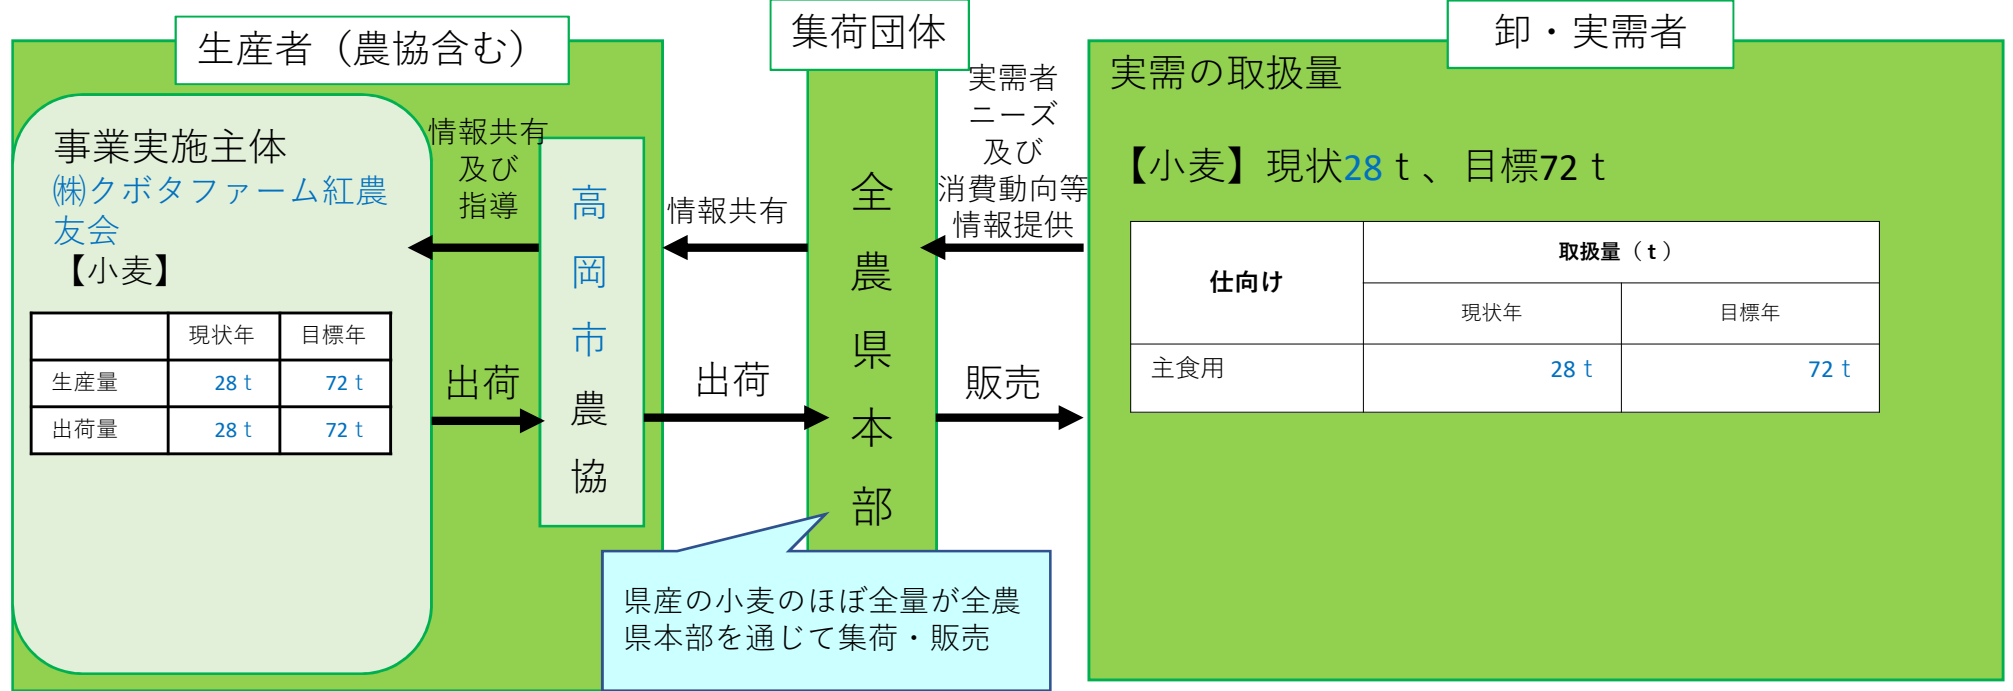 生産者（農協含む）
集荷団体
卸・実需者
事業実施主体
㈱クボタファーム紅農
友会
【小麦】
現状年 目標年
生産量 28ｔ 72ｔ
出荷量 28ｔ 72ｔ
情報共有
及び
指導
出荷
高岡市農協
情報共有
出荷
全農県本部
実需者
ニーズ
及び
消費動向等
情報提供
販売
県産の小麦のほぼ全量が全農
県本部を通じて集荷・販売
実需の取扱量
【小麦】現状28ｔ、目標72ｔ
仕向け 取扱量（ｔ）
現状年 目標年
主食用 28ｔ 72ｔ